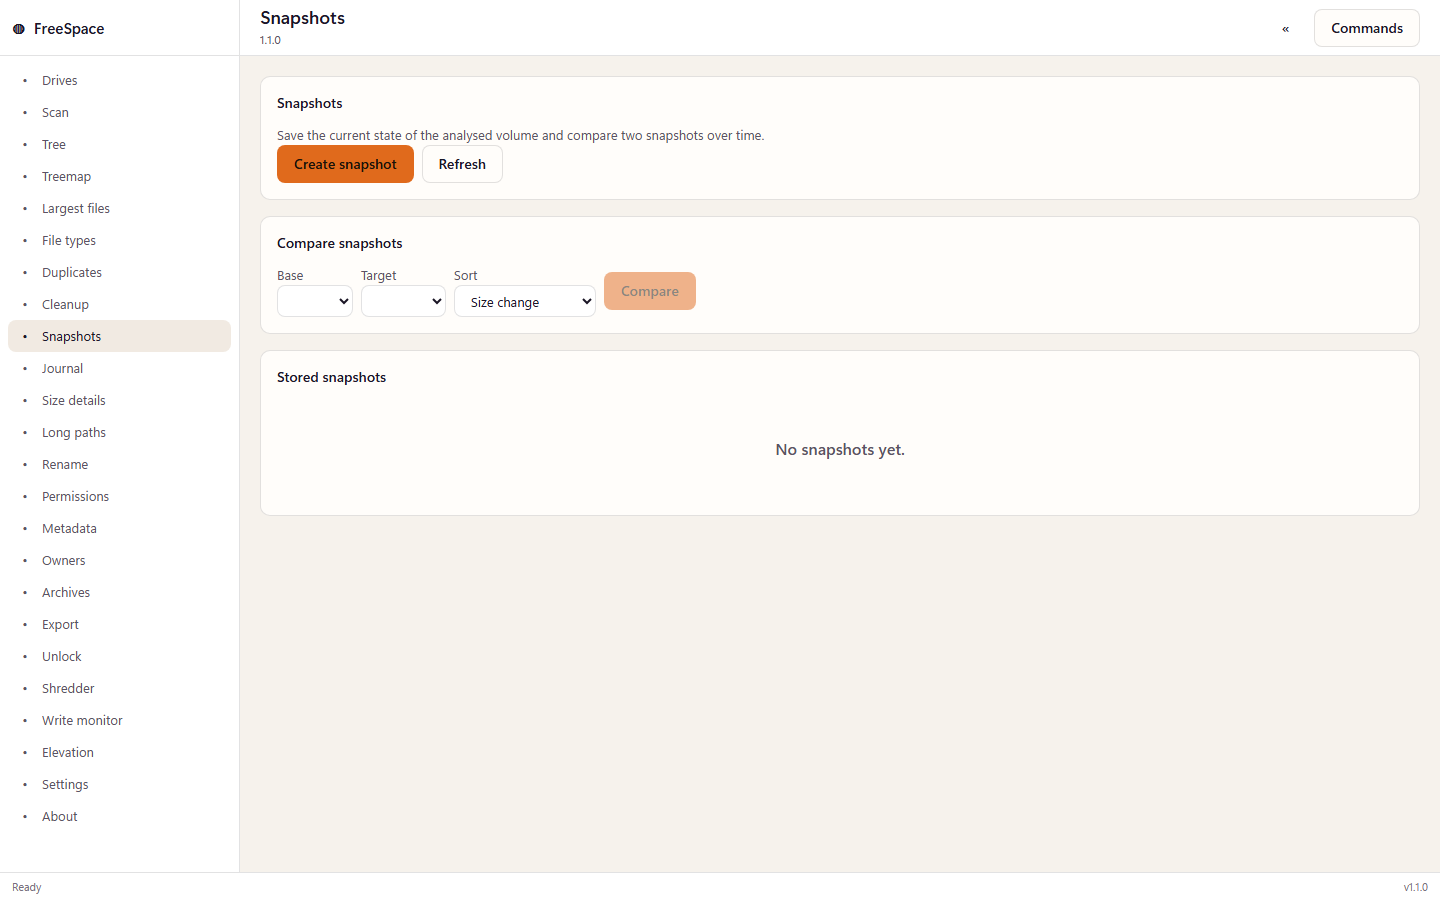 FreeSpace
Snapshots
1.1.0
«
Commands
Drives
Scan
Tree
Treemap
Largest files
File types
Duplicates
Cleanup
Snapshots
Journal
Size details
Long paths
Rename
Permissions
Metadata
Owners
Archives
Export
Unlock
Shredder
Write monitor
Elevation
Settings
About
Snapshots
Save the current state of the analysed volume and compare two snapshots over time.
Create snapshot
Refresh
Compare snapshots
Base
Target
Sort
Size change
Compare
Stored snapshots
No snapshots yet.
Ready
v1.1.0